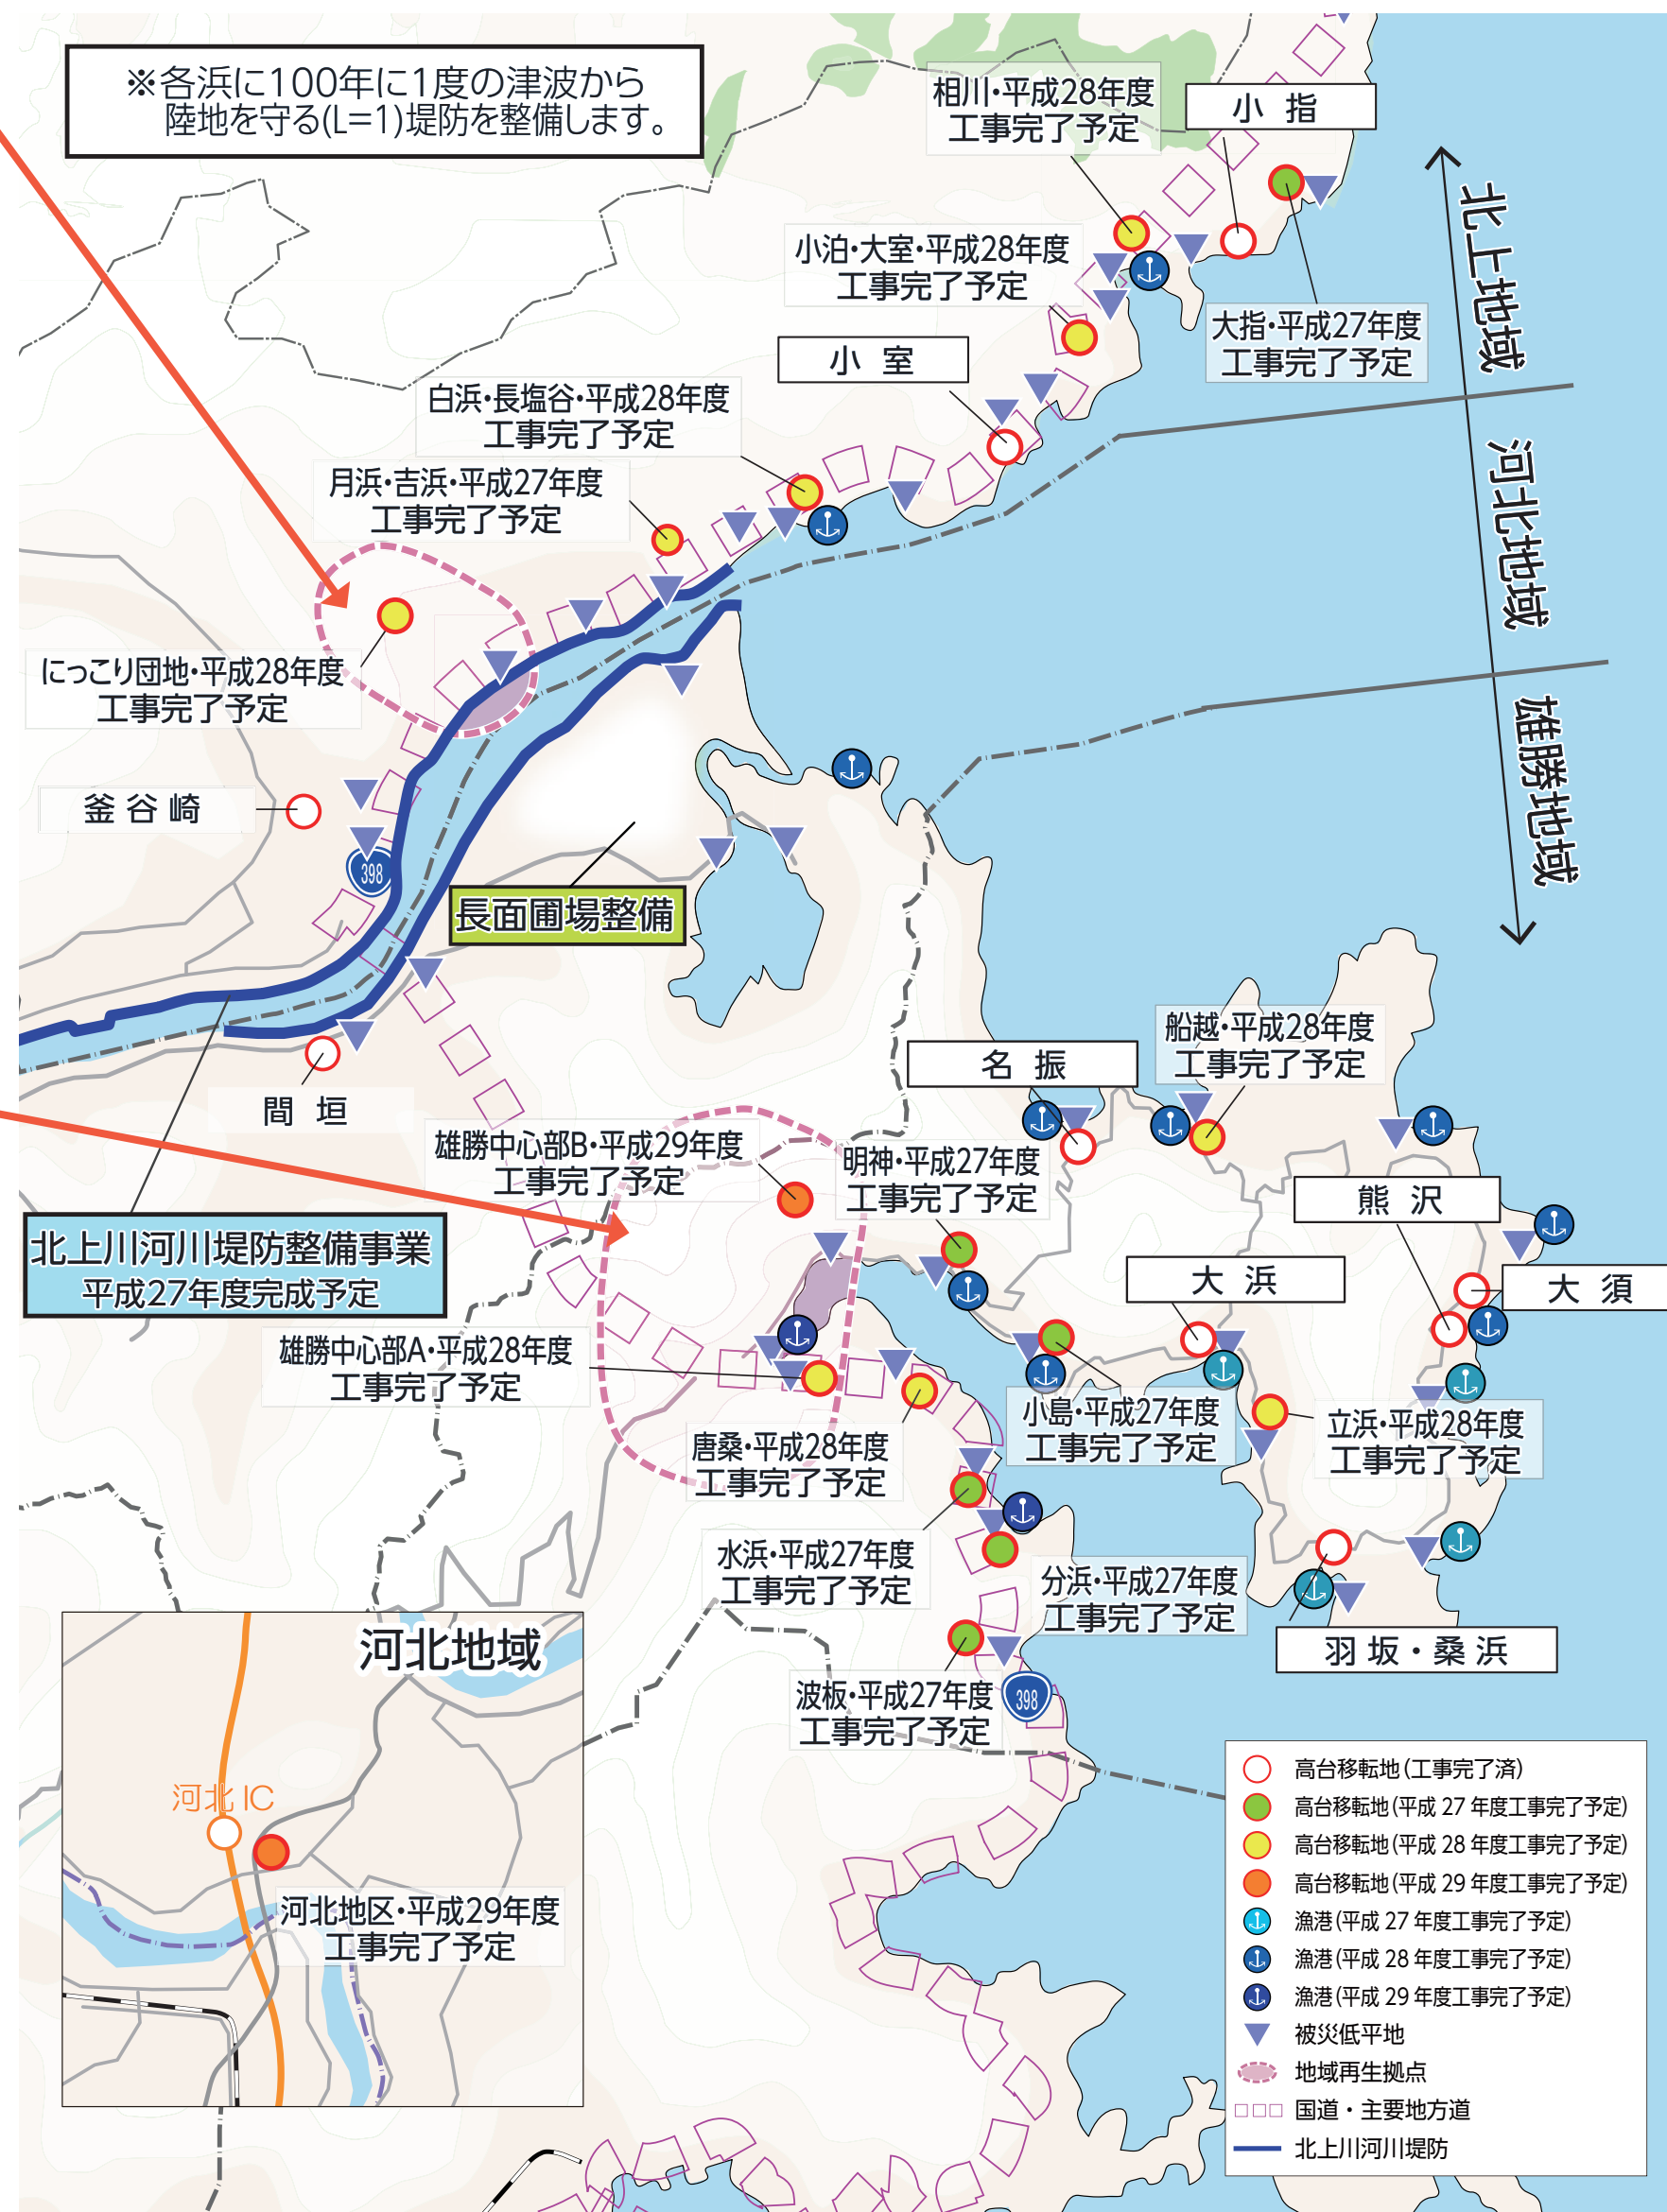 ※各浜に100年に1度の津波から
陸地を守る(L=1)堤防を整備します。
相川・平成28年度
工事完了予定
小 指
小泊・大室・平成28年度
工事完了予定
大指・平成27年度
工事完了予定
小 室
白浜・長塩谷・平成28年度
工事完了予定
月浜・吉浜・平成27年度
工事完了予定
にっこり団地・平成28年度
工事完了予定
釜 谷 崎
398
長面圃場整備
北上地域
河北地域
雄勝地域
間 垣
北上川河川堤防整備事業
平成27年度完成予定
名 振
船越・平成28年度
工事完了予定
雄勝中心部B・平成29年度
工事完了予定
明神・平成27年度
工事完了予定
熊 沢
大 浜
大 須
雄勝中心部A・平成28年度
工事完了予定
小島・平成27年度
工事完了予定
立浜・平成28年度
工事完了予定
唐桑・平成28年度
工事完了予定
水浜・平成27年度
工事完了予定
分浜・平成27年度
工事完了予定
羽 坂・桑 浜
波板・平成27年度
工事完了予定
398
河北地域
河北 IC
河北地区・平成29年度
工事完了予定
高台移転地（工事完了済）
高台移転地（平成 27 年度工事完了予定）
高台移転地（平成 28 年度工事完了予定）
高台移転地（平成 29 年度工事完了予定）
漁港（平成 27 年度工事完了予定）
漁港（平成 28 年度工事完了予定）
漁港（平成 29 年度工事完了予定）
被災低平地
地域再生拠点
国道・主要地方道
北上川河川堤防